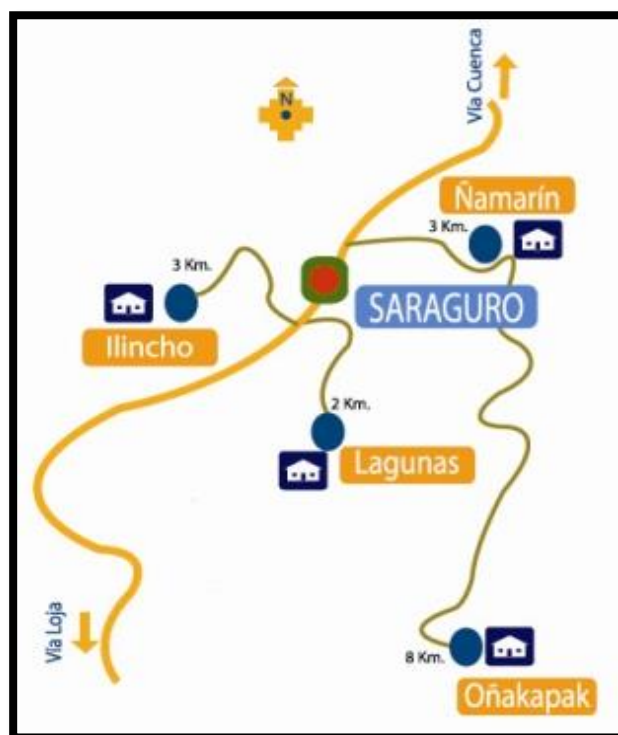 N
Vía Cuenca
Ñamarín
3 Km.
3 Km.
SARAGURO
Ilincho
2 Km.
Lagunas
Vía Loja
8 Km.
Oñakapak